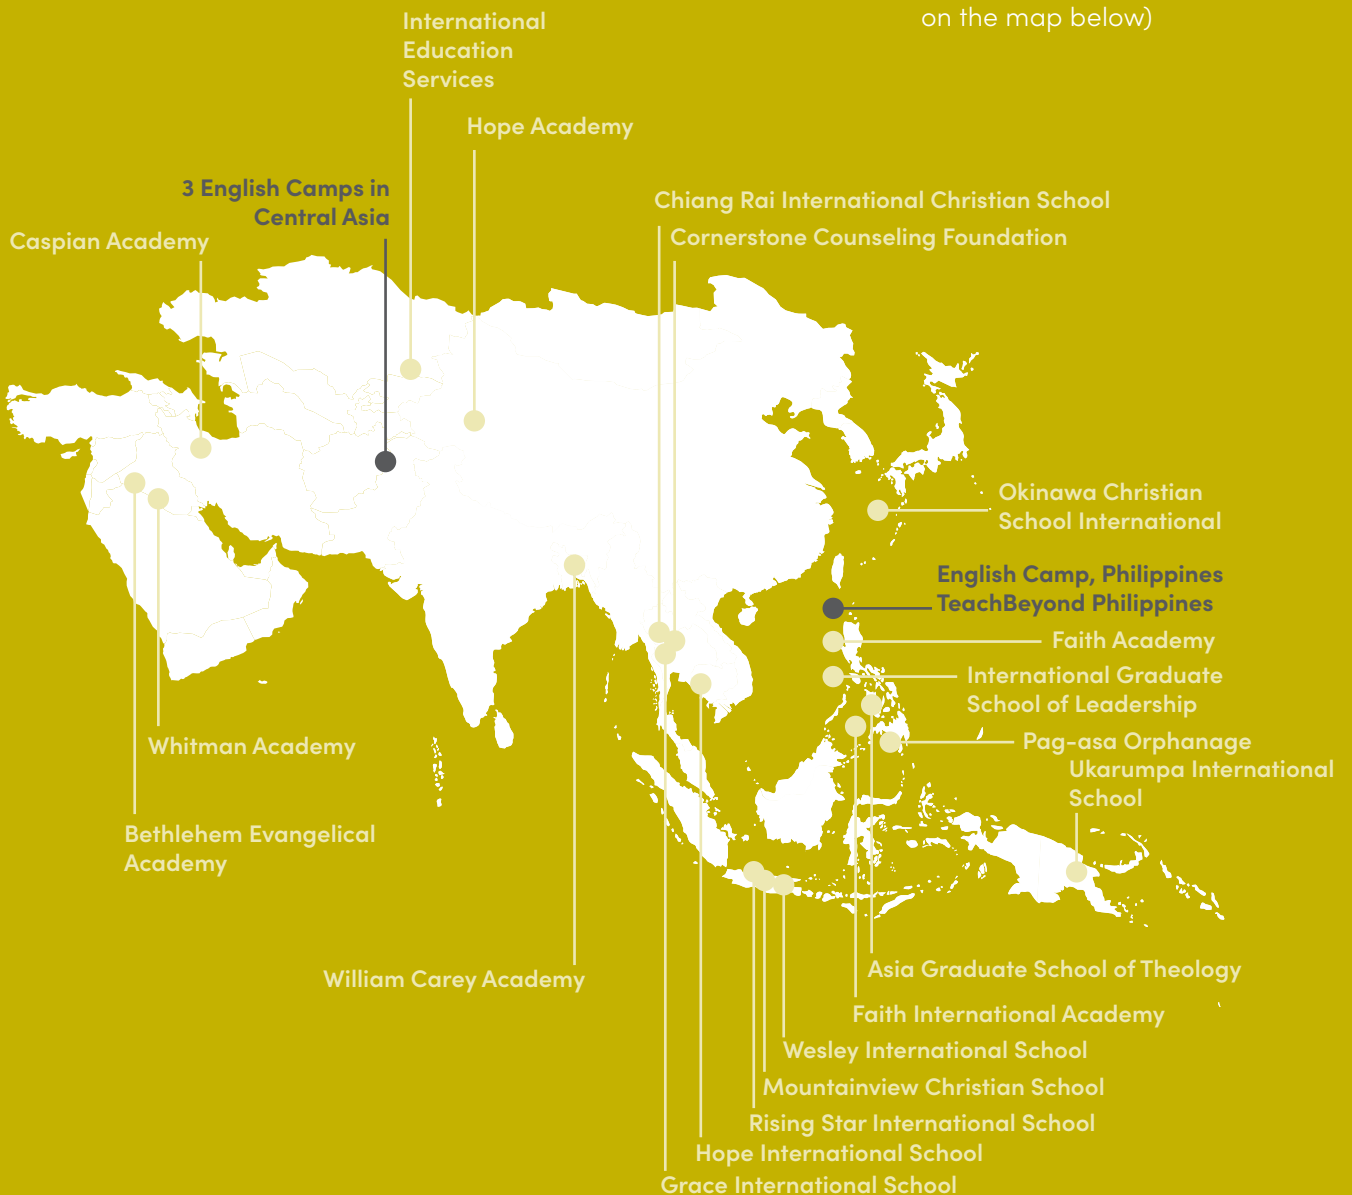 on the map below)
International
Education
Services
Hope Academy
3 English Camps in
Central Asia
Chiang Rai International Christian School
Caspian Academy
Cornerstone Counseling Foundation
Okinawa Christian
School International
English Camp, Philippines
TeachBeyond Philippines
Faith Academy
International Graduate
School of Leadership
Pag-asa Orphanage
Whitman Academy
Ukarumpa International
School
Bethlehem Evangelical
Academy
William Carey Academy
Asia Graduate School of Theology
Faith International Academy
Wesley International School
Mountainview Christian School
Rising Star International School
Hope International School
Grace International School